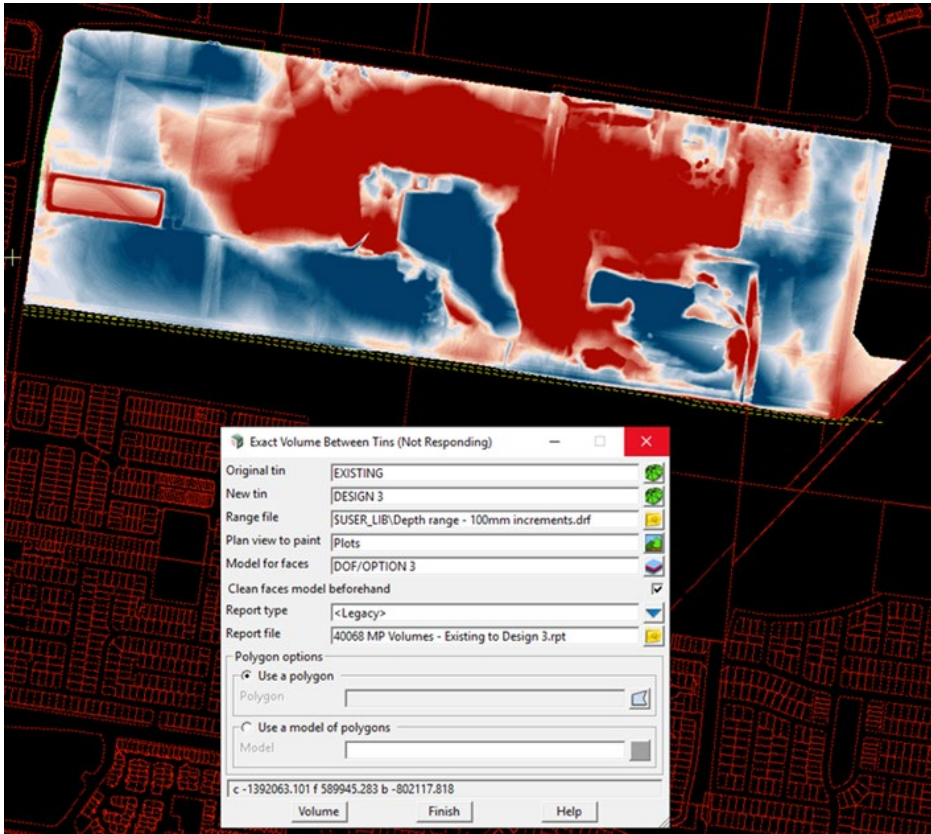 Exact Volume Between Tins (Not Responding)
Original tin EXISTING
New tin DESIGN 3
Range file $USER_LIB\Depth range - 100mm increments.drf
Plan view to paint Plots
Model for faces DOF/OPTION 3
Clean faces model beforehand
Report type <Legacy>
Report file 40068 MP Volumes - Existing to Design 3.rpt
Polygon options
Use a polygon
Polygon
Use a model of polygons
Model
c -1392063.101 f 589945.283 b -802117.818
Volume Finish Help